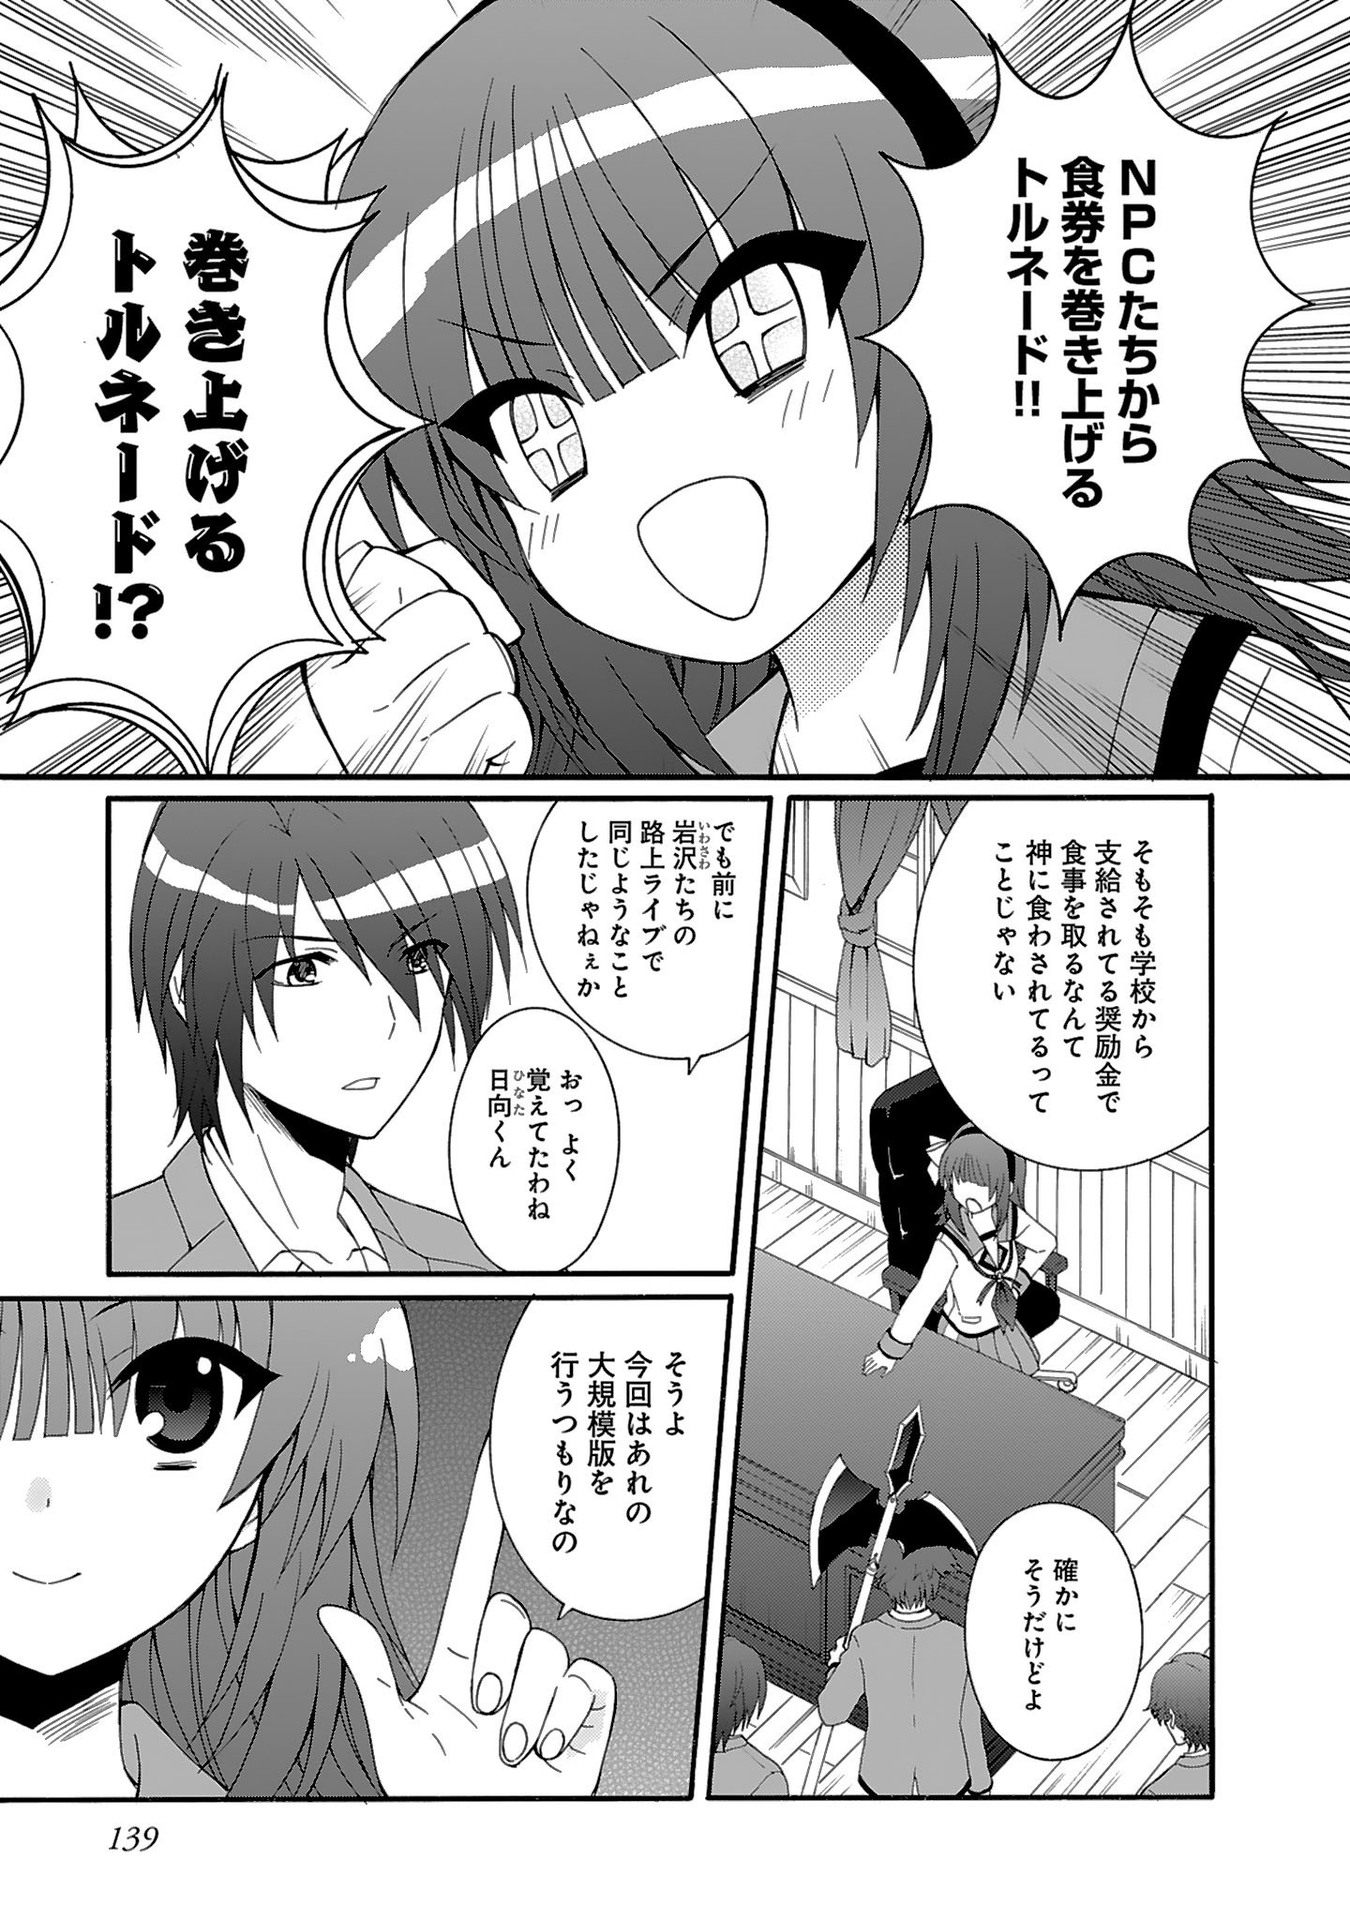 NPCたちから
食券を巻き上げる
トルネード!!
巻き上げる
トルネード!?
そもそも学校から
支給されてる奨励金で
食事を取るなんて
神に食わされてるって
ことじゃない
確かに
そうだけどよ
でも前に
岩沢たちの
いわさわ
路上ライブで
同じようなこと
したじゃねぇか
おっ よく
覚えてたわね
日向くん
ひなた
そうよ
今回はあれの
大規模版を
行うつもりなの
139